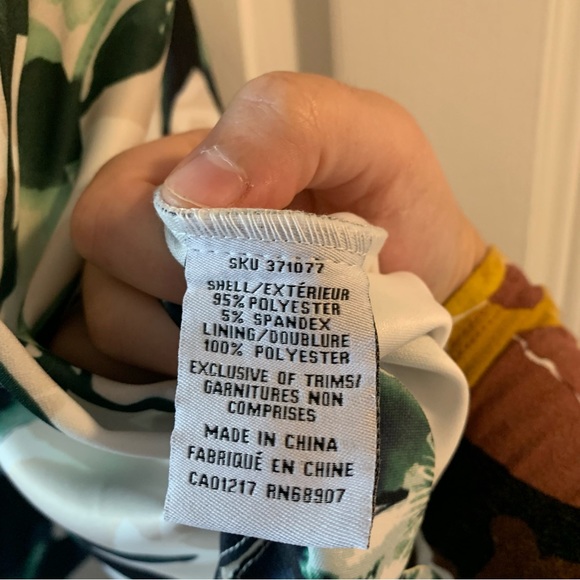 SKU 371077
SHELL/EXTÉRIEUR
95% POLYESTER
5% SPANDEX
LINING/DOUBLURE
100% POLYESTER
EXCLUSIVE OF TRIMS/
GARNITURES NON
COMPRISES
MADE IN CHINA
FABRIQUÉ EN CHINE
CA01217 RN68907